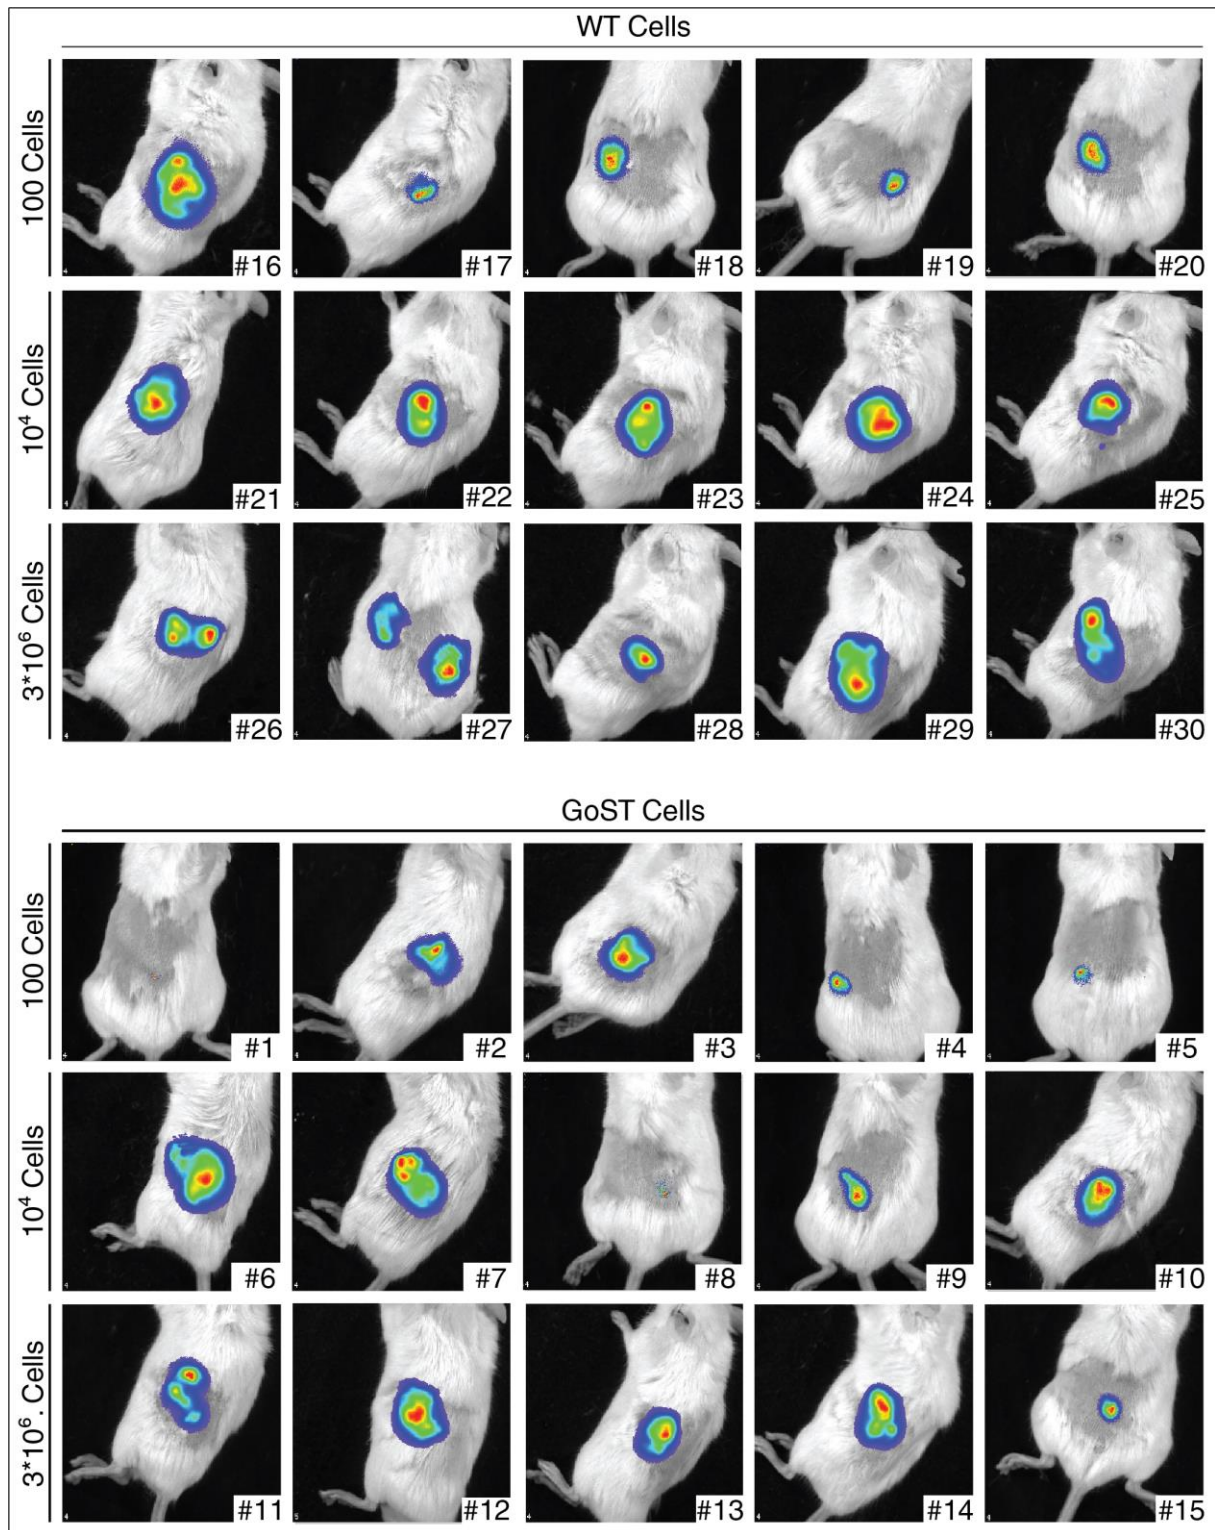 WT Cells
100 Cells
#16 #17 #18 #19 #20
10⁴ Cells
#21 #22 #23 #24 #25
3*10⁶ Cells
#26 #27 #28 #29 #30
GoST Cells
100 Cells
#1 #2 #3 #4 #5
10⁴ Cells
#6 #7 #8 #9 #10
3*10⁶. Cells
#11 #12 #13 #14 #15